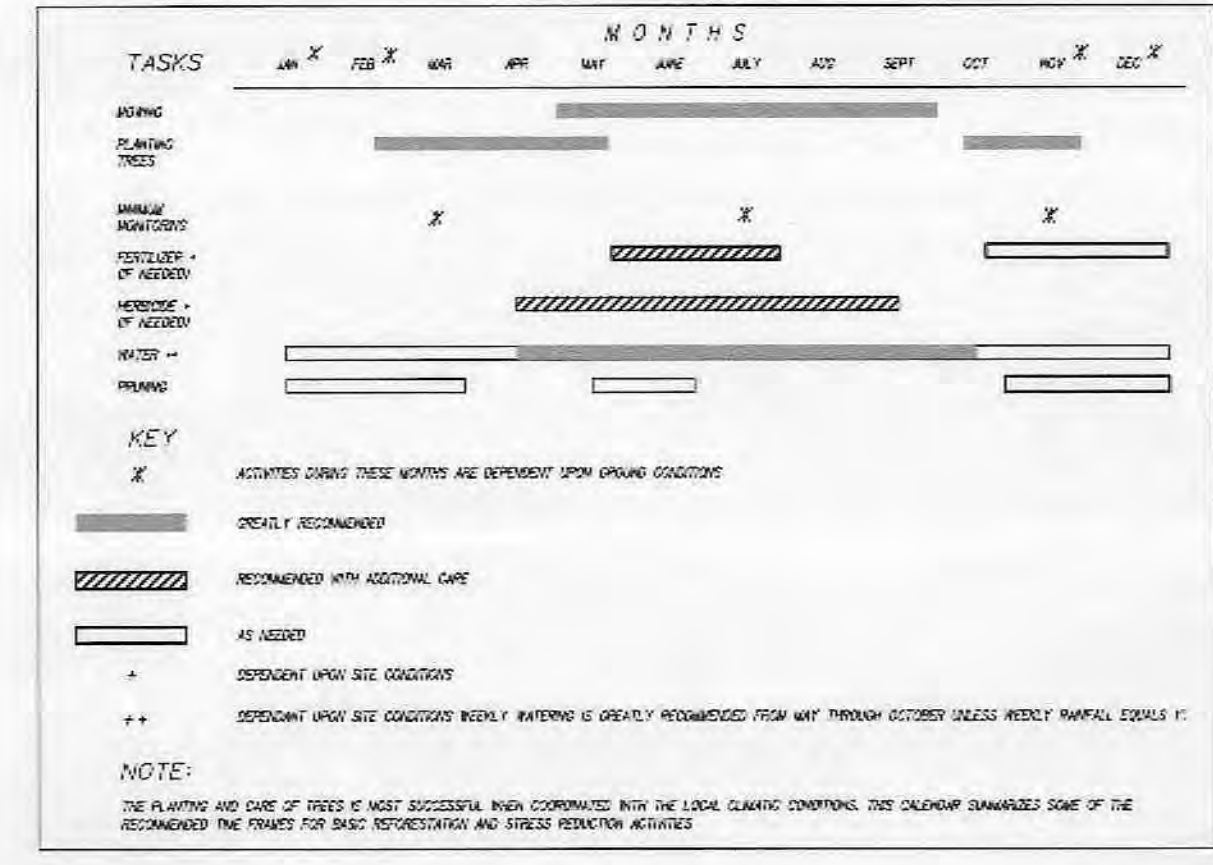 MONTHS
TASKS JAN * FEB * MAR APR MAY JUNE JULY AUG SEPT OCT NOV * DEC *
MOWING
PLANTING
TREES
MINIMUM
MONITORING * * *
FERTILIZER +
(IF NEEDED)
HERBICIDE +
(IF NEEDED)
WATER ++
PRUNING
KEY
* ACTIVITIES DURING THESE MONTHS ARE DEPENDENT UPON GROUND CONDITIONS
GREATLY RECOMMENDED
RECOMMENDED WITH ADDITIONAL CARE
AS NEEDED
+ DEPENDENT UPON SITE CONDITIONS
++ DEPENDANT UPON SITE CONDITIONS WEEKLY WATERING IS GREATLY RECOMMENDED FROM MAY THROUGH OCTOBER UNLESS WEEKLY RAINFALL EQUALS 1".
NOTE:
THE PLANTING AND CARE OF TREES IS MOST SUCCESSFUL WHEN COORDINATED WITH THE LOCAL CLIMATIC CONDITIONS. THIS CALENDAR SUMMARIZES SOME OF THE
RECOMMENDED TIME FRAMES FOR BASIC REFORESTATION AND STRESS REDUCTION ACTIVITIES